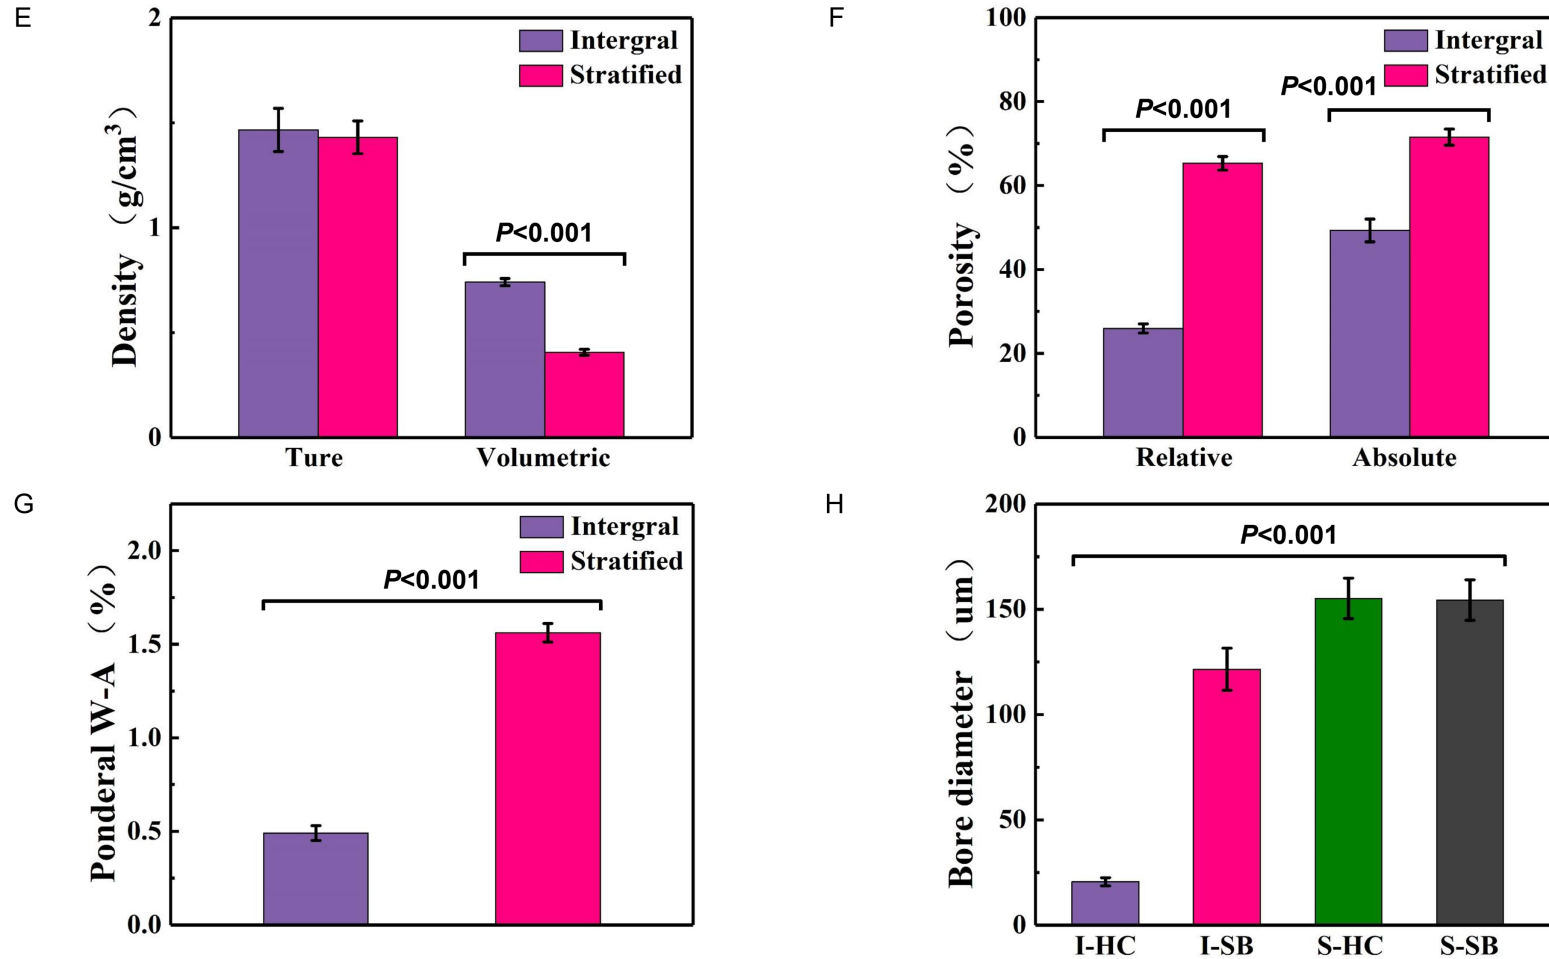 E
2
1
0
Density （g/cm³）
Intergral
Stratified
P<0.001
Ture
Volumetric
F
100
80
60
40
20
0
Porosity （%）
Intergral
Stratified
P<0.001
P<0.001
Relative
Absolute
G
2.0
1.5
1.0
0.5
0.0
Ponderal W-A （%）
Intergral
Stratified
P<0.001
H
200
150
100
50
0
Bore diameter （um）
P<0.001
I-HC
I-SB
S-HC
S-SB